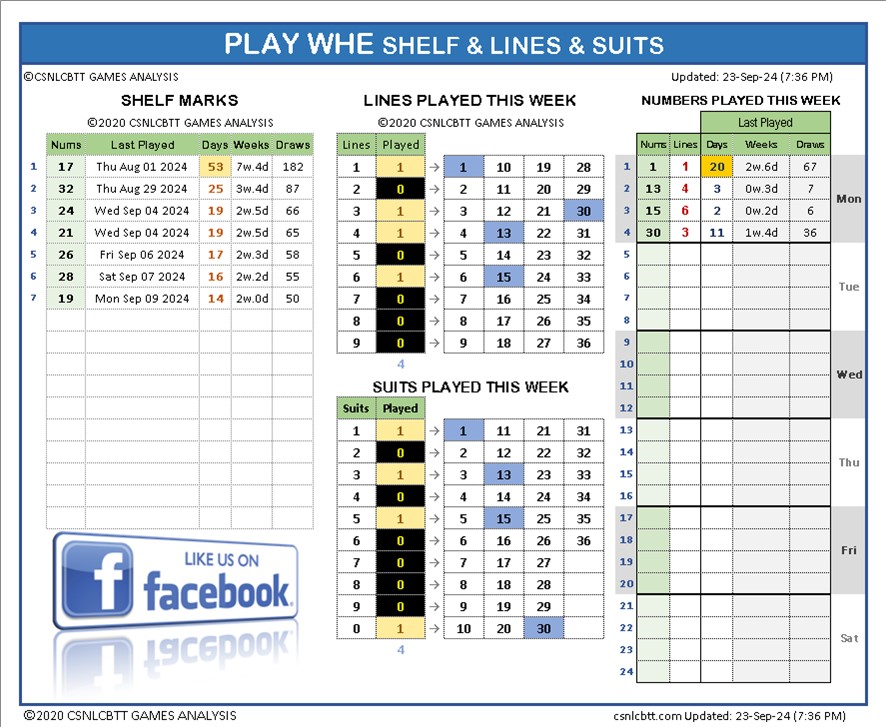 PLAY WHE SHELF & LINES & SUITS
©CSNLCBTT GAMES ANALYSIS
Updated: 23-Sep-24 (7:36 PM)
SHELF MARKS
©2020 CSNLCBTT GAMES ANALYSIS
Nums Last Played Days Weeks Draws
1 17 Thu Aug 01 2024 53 7w.4d 182
2 32 Thu Aug 29 2024 25 3w.4d 87
3 24 Wed Sep 04 2024 19 2w.5d 66
4 21 Wed Sep 04 2024 19 2w.5d 65
5 26 Fri Sep 06 2024 17 2w.3d 58
6 28 Sat Sep 07 2024 16 2w.2d 55
7 19 Mon Sep 09 2024 14 2w.0d 50
LIKE US ON
f facebook
LINES PLAYED THIS WEEK
©2020 CSNLCBTT GAMES ANALYSIS
Lines Played
1 1 → 1 10 19 28
2 0 → 2 11 20 29
3 1 → 3 12 21 30
4 1 → 4 13 22 31
5 0 → 5 14 23 32
6 1 → 6 15 24 33
7 0 → 7 16 25 34
8 0 → 8 17 26 35
9 0 → 9 18 27 36
4
SUITS PLAYED THIS WEEK
Suits Played
1 1 → 1 11 21 31
2 0 → 2 12 22 32
3 1 → 3 13 23 33
4 0 → 4 14 24 34
5 1 → 5 15 25 35
6 0 → 6 16 26 36
7 0 → 7 17 27
8 0 → 8 18 28
9 0 → 9 19 29
0 1 → 10 20 30
4
NUMBERS PLAYED THIS WEEK
Last Played
Nums Lines Days Weeks Draws
1 1 1 20 2w.6d 67
2 13 4 3 0w.3d 7
3 15 6 2 0w.2d 6
4 30 3 11 1w.4d 36
Mon
5
6
7
8
Tue
9
10
11
12
Wed
13
14
15
16
Thu
17
18
19
20
Fri
21
22
23
24
Sat
©2020 CSNLCBTT GAMES ANALYSIS
csnlcbtt.com Updated: 23-Sep-24 (7:36 PM)